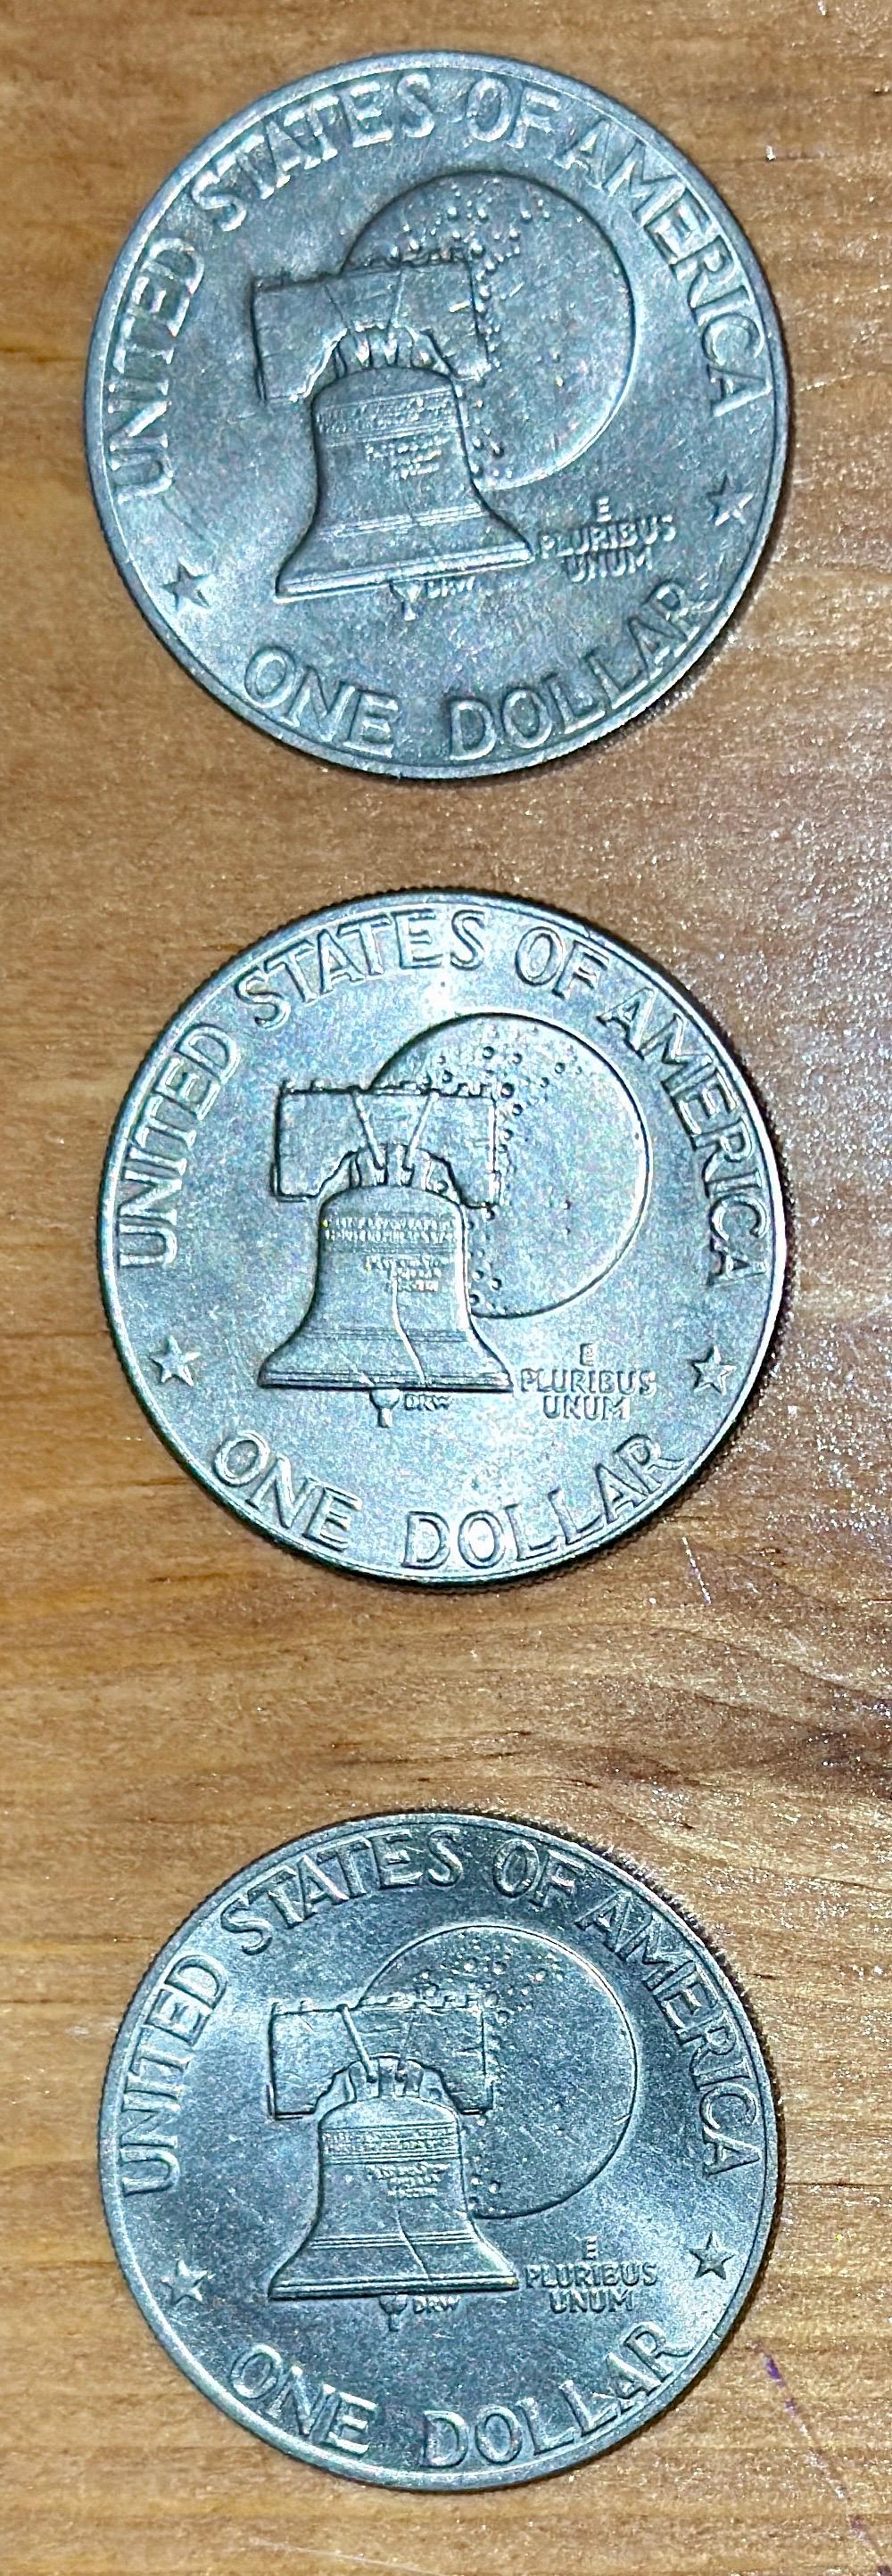 UNITED STATES OF AMERICA
E
PLURIBUS
UNUM
DRW
ONE DOLLAR
UNITED STATES OF AMERICA
E
PLURIBUS
UNUM
DRW
ONE DOLLAR
UNITED STATES OF AMERICA
E
PLURIBUS
UNUM
DRW
ONE DOLLAR